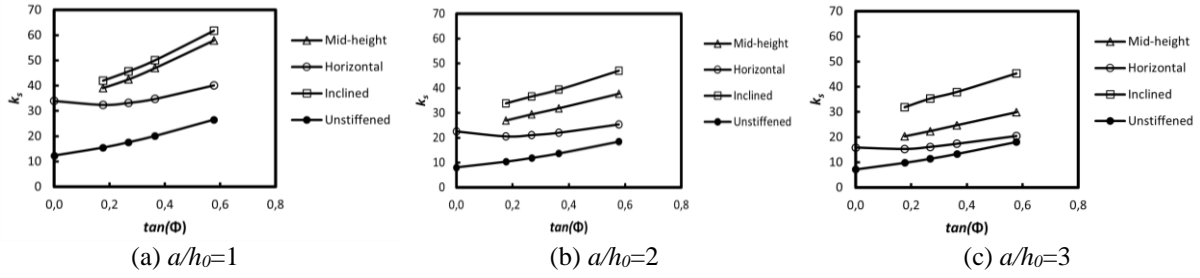 70
60
50
40
30
20
10
0
k_s
0,0 0,2 0,4 0,6 0,8
tan(Φ)
Mid-height
Horizontal
Inclined
Unstiffened
(a) a/h₀=1
70
60
50
40
30
20
10
0
k_s
0,0 0,2 0,4 0,6 0,8
tan(Φ)
Mid-height
Horizontal
Inclined
Unstiffened
(b) a/h₀=2
70
60
50
40
30
20
10
0
k_s
0,0 0,2 0,4 0,6 0,8
tan(Φ)
Mid-height
Horizontal
Inclined
Unstiffened
(c) a/h₀=3